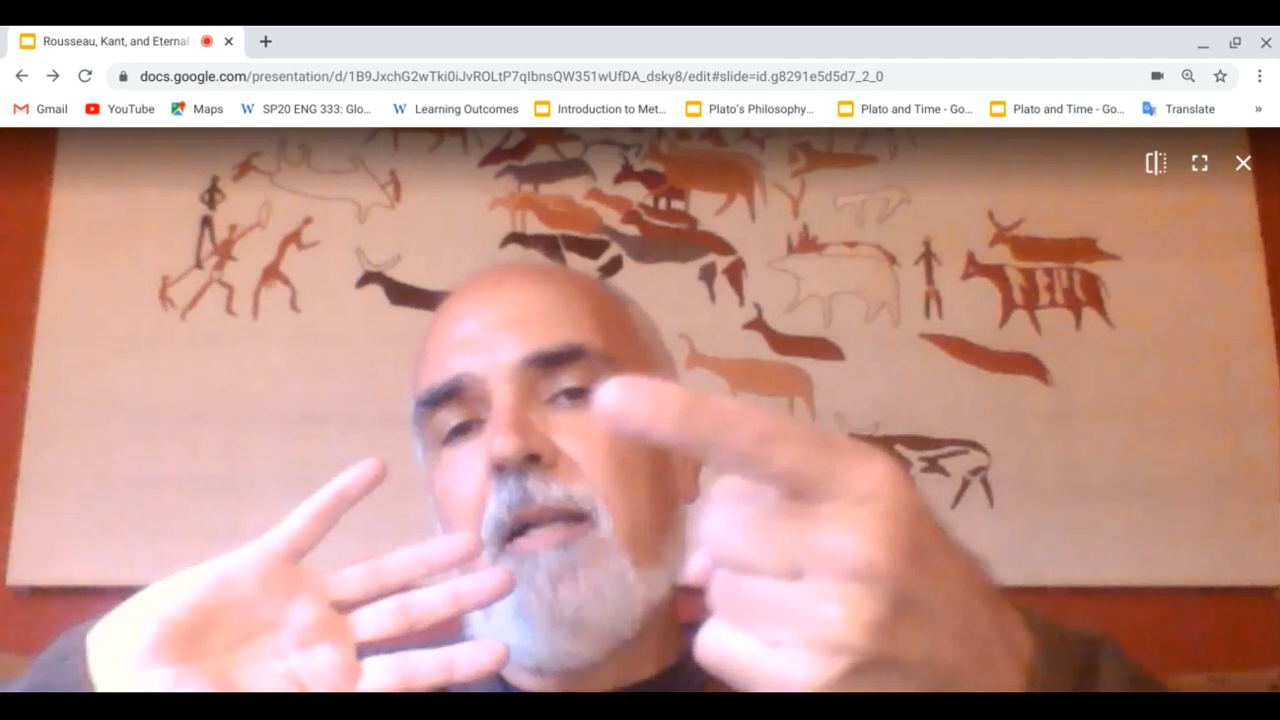 Rousseau, Kant, and Eternal
docs.google.com/presentation/d/1B9JxchG2wTki0iJvROLtP7qIbnsQW351wUfDA_dsky8/edit#slide=id.g8291e5d5d7_2_0
Gmail YouTube Maps SP20 ENG 333: Glo... Learning Outcomes Introduction to Met... Plato's Philosophy... Plato and Time - Go... Plato and Time - Go... Translate »